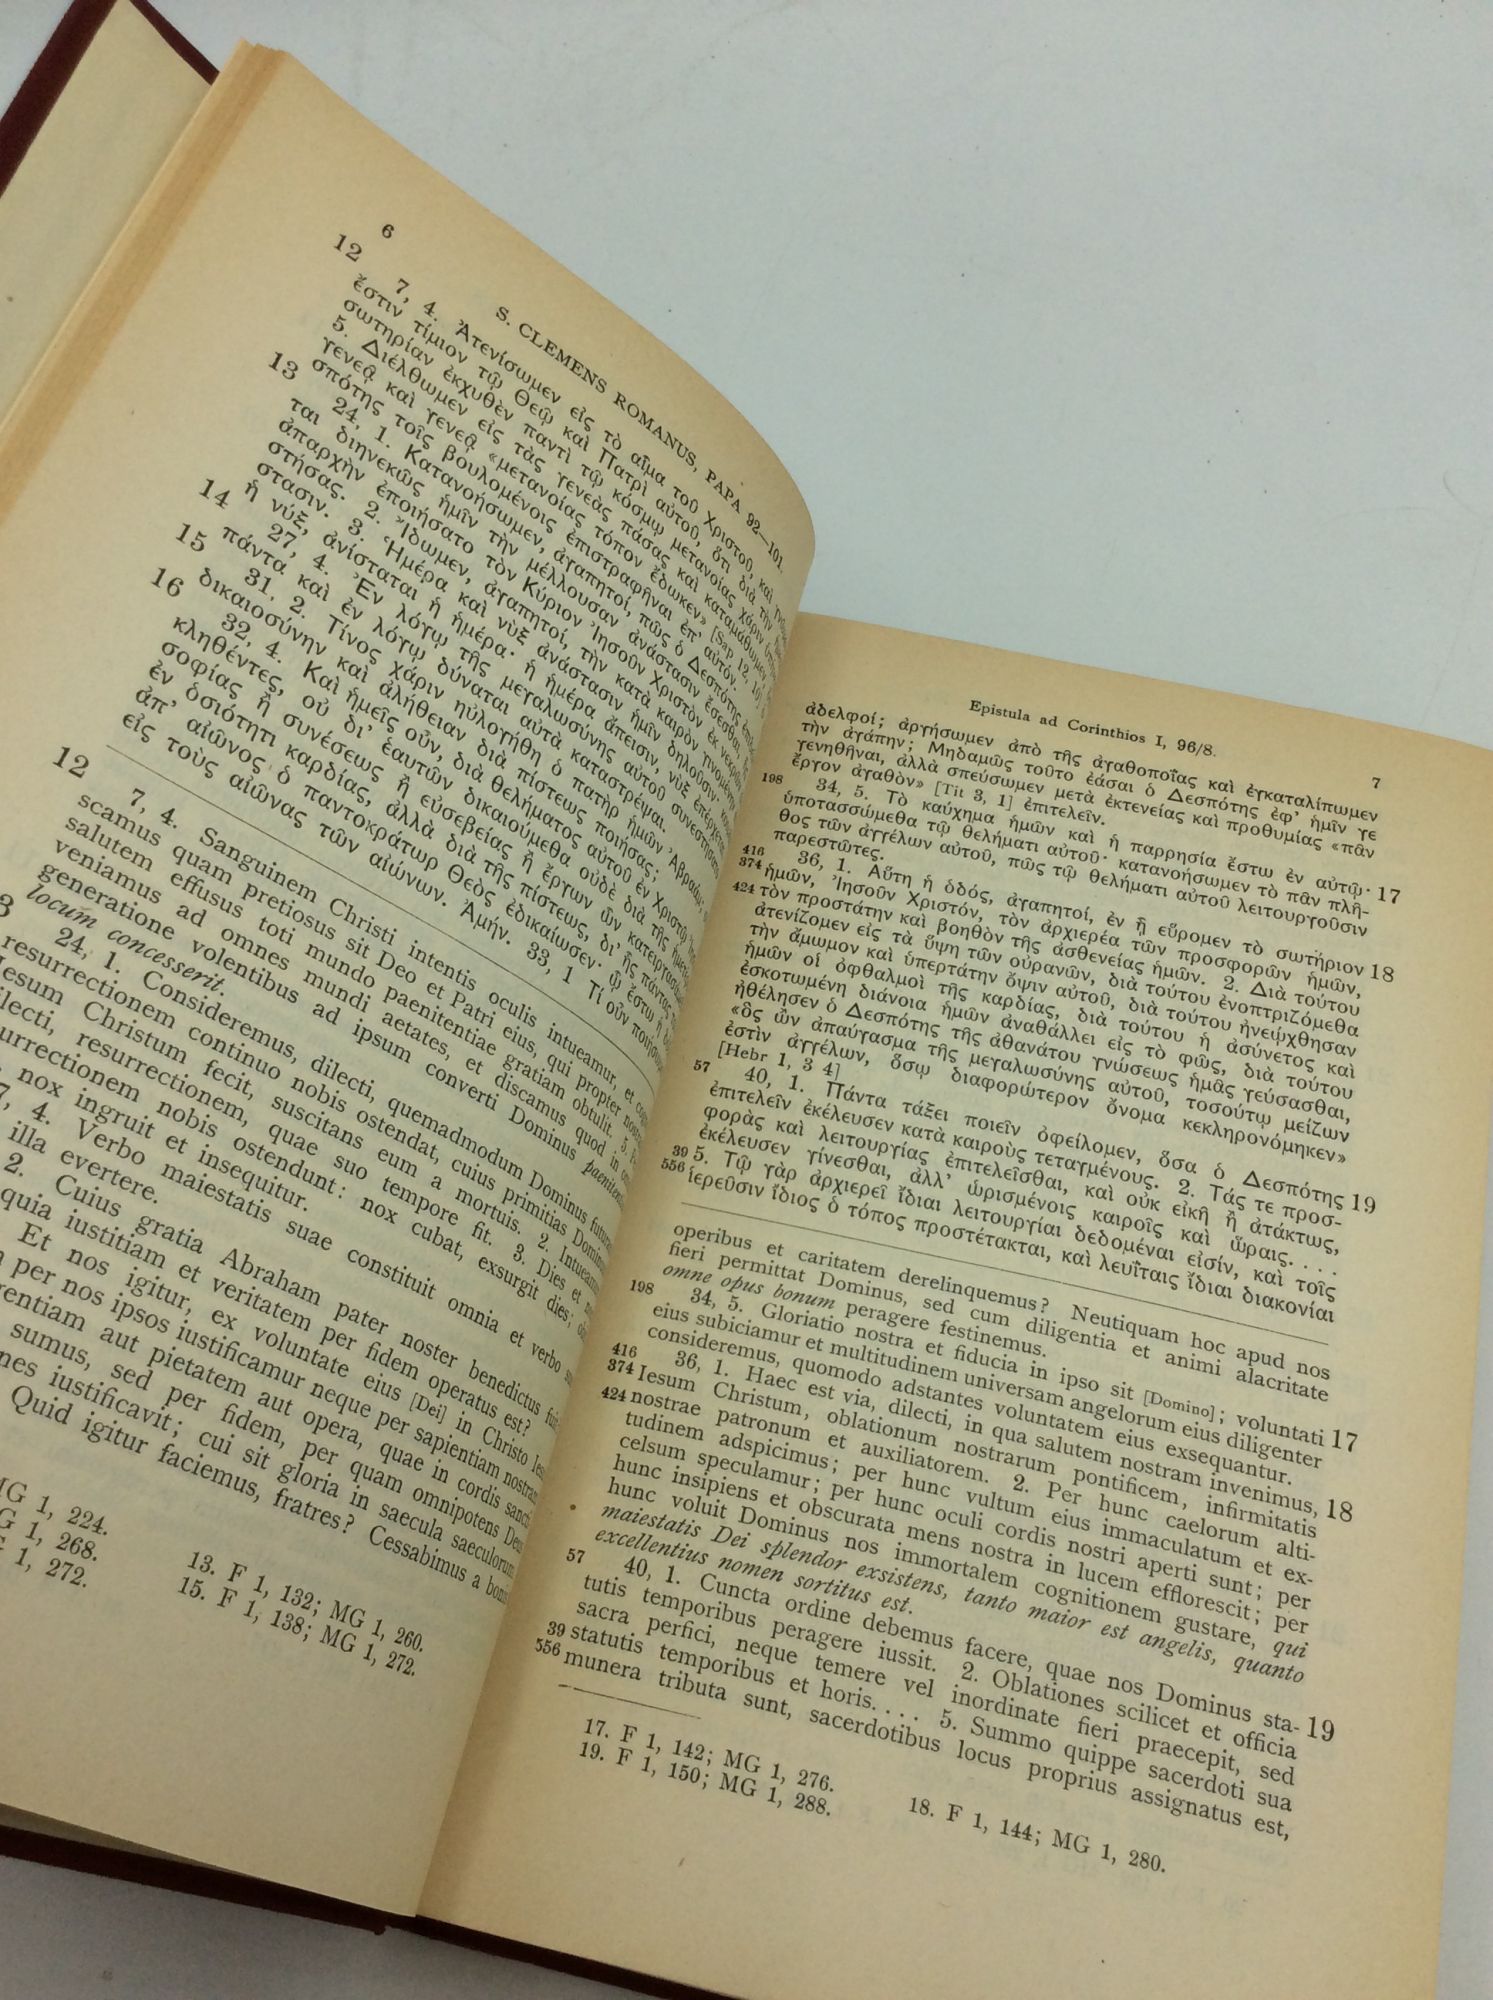 6
S. CLEMENS ROMANUS, PAPA 92—101.
12
7, 4. Ἀτενίσωμεν εἰς τὸ αἷμα τοῦ Χριστοῦ, καὶ
ἔστιν τίμιον τῷ Θεῷ καὶ Πατρὶ αὐτοῦ, ὅτι διὰ τὴν
σωτηρίαν ἐκχυθὲν παντὶ τῷ κόσμῳ μετανοίας χάριν
5. Διέλθωμεν εἰς τὰς γενεὰς πάσας καὶ καταμάθωμεν,
γενεᾷ καὶ γενεᾷ «μετανοίας τόπον ἔδωκεν» [Sap. 12, 10]
σπότης τοῖς βουλομένοις ἐπιστραφῆναι ἐπ' αὐτόν.
13
24, 1. Κατανοήσωμεν, ἀγαπητοί, πῶς ὁ Δεσπότης
ται διηνεκῶς ἡμῖν τὴν μέλλουσαν ἀνάστασιν ἔσεσθαι,
ἀπαρχὴν ἐποιήσατο τὸν Κύριον Ἰησοῦν Χριστὸν ἐκ
στήσας. 2. Ἴδωμεν, ἀγαπητοί, τὴν κατὰ καιρὸν γινομένην
στασιν. 3. Ἡμέρα καὶ νὺξ ἀνάστασιν ἡμῖν δηλοῦσιν·
ἡ νύξ, ἀνίσταται ἡ ἡμέρα· ἡ ἡμέρα ἄπεισιν, νὺξ ἐπέρχεται.
14
27, 4. Ἐν λόγῳ τῆς μεγαλωσύνης αὐτοῦ συνεστήσατο
πάντα καὶ ἐν λόγῳ δύναται αὐτὰ καταστρέψαι.
15
31, 2. Τίνος χάριν ηὐλογήθη ὁ πατὴρ ἡμῶν Ἀβραάμ;
δικαιοσύνην καὶ ἀλήθειαν διὰ πίστεως ποιήσας;
16
32, 4. Καὶ ἡμεῖς οὖν, διὰ θελήματος αὐτοῦ ἐν Χριστῷ
κληθέντες, οὐ δι' ἑαυτῶν δικαιούμεθα οὐδὲ διὰ τῆς
σοφίας ἢ συνέσεως ἢ εὐσεβείας ἢ ἔργων ὧν
ἐν ὁσιότητι καρδίας, ἀλλὰ διὰ τῆς πίστεως, δι' ἧς πάντας
ἀπ' αἰῶνος ὁ παντοκράτωρ Θεὸς ἐδικαίωσεν· ᾧ ἔστω ἡ
εἰς τοὺς αἰῶνας τῶν αἰώνων. Ἀμήν. 33, 1 Τί οὖν
12
7, 4. Sanguinem Christi intentis oculis intueamur, et
scamus quam pretiosus sit Deo et Patri eius, qui propter
salutem effusus toti mundo paenitentiae gratiam obtulit. 5.
veniamus ad omnes mundi aetates, et discamus quod in
generatione volentibus ad ipsum converti Dominus
locum concesserit.
24, 1. Consideremus, dilecti, quemadmodum Dominus
resurrectionem continuo nobis ostendat, cuius primitias
Christum fecit, suscitans eum a mortuis. 2.
resurrectionem, quae suo tempore fit. 3. Dies et
nobis ostendunt: nox cubat, exsurgit dies;
nox ingruit et insequitur.
4. Verbo maiestatis suae constituit omnia et verbo
illa evertere.
2. Cuius gratia Abraham pater noster benedictus
quia iustitiam et veritatem per fidem operatus est?
Et nos igitur, ex voluntate eius [Dei] in Christo
per nos ipsos iustificamur neque per sapientiam
aut pietatem aut opera, quae in cordis
sumus, sed per fidem, per quam omnipotens
iustificavit; cui sit gloria in saecula saeculorum.
Quid igitur faciemus, fratres? Cessabimus a
1, 224.
13. F 1, 132; MG 1, 260.
1, 268.
15. F 1, 138; MG 1, 272.
1, 272.
Epistula ad Corinthios I, 96/8.
7
ἀδελφοί; ἀργήσωμεν ἀπὸ τῆς ἀγαθοποΐας καὶ ἐγκαταλίπωμεν
τὴν ἀγάπην; Μηδαμῶς τοῦτο ἐάσαι ὁ Δεσπότης ἐφ' ἡμῖν γε
γενηθῆναι, ἀλλὰ σπεύσωμεν μετὰ ἐκτενείας καὶ προθυμίας «πᾶν
ἔργον ἀγαθὸν» [Tit 3, 1] ἐπιτελεῖν.
198 34, 5. Τὸ καύχημα ἡμῶν καὶ ἡ παρρησία ἔστω ἐν αὐτῷ· 17
ὑποτασσώμεθα τῷ θελήματι αὐτοῦ· κατανοήσωμεν τὸ πᾶν πλῆ-
θος τῶν ἀγγέλων αὐτοῦ, πῶς τῷ θελήματι αὐτοῦ λειτουργοῦσιν
παρεστῶτες.
416 36, 1. Αὕτη ἡ ὁδός, ἀγαπητοί, ἐν ᾗ εὕρομεν τὸ σωτήριον 18
374 ἡμῶν, Ἰησοῦν Χριστόν, τὸν ἀρχιερέα τῶν προσφορῶν ἡμῶν,
424 τὸν προστάτην καὶ βοηθὸν τῆς ἀσθενείας ἡμῶν. 2. Διὰ τούτου
ἀτενίζομεν εἰς τὰ ὕψη τῶν οὐρανῶν, διὰ τούτου ἐνοπτριζόμεθα
τὴν ἄμωμον καὶ ὑπερτάτην ὄψιν αὐτοῦ, διὰ τούτου ἠνεῴχθησαν
ἡμῶν οἱ ὀφθαλμοὶ τῆς καρδίας, διὰ τούτου ἡ ἀσύνετος καὶ
ἐσκοτωμένη διάνοια ἡμῶν ἀναθάλλει εἰς τὸ φῶς, διὰ τούτου
ἠθέλησεν ὁ Δεσπότης τῆς ἀθανάτου γνώσεως ἡμᾶς γεύσασθαι,
«ὃς ὢν ἀπαύγασμα τῆς μεγαλωσύνης αὐτοῦ, τοσούτῳ μείζων
ἐστὶν ἀγγέλων, ὅσῳ διαφορώτερον ὄνομα κεκληρονόμηκεν»
[Hebr 1, 3 4]
57 40, 1. Πάντα τάξει ποιεῖν ὀφείλομεν, ὅσα ὁ Δεσπότης 19
ἐπιτελεῖν ἐκέλευσεν κατὰ καιροὺς τεταγμένους. 2. Τάς τε προσ-
φορὰς καὶ λειτουργίας ἐπιτελεῖσθαι, καὶ οὐκ εἰκῆ ἢ ἀτάκτως,
ἐκέλευσεν γίνεσθαι, ἀλλ' ὡρισμένοις καιροῖς καὶ ὥραις. . . .
39 5. Τῷ γὰρ ἀρχιερεῖ ἴδιαι λειτουργίαι δεδομέναι εἰσίν, καὶ τοῖς
556 ἱερεῦσιν ἴδιος ὁ τόπος προστέτακται, καὶ λευΐταις ἴδιαι διακονίαι
operibus et caritatem derelinquemus? Neutiquam hoc apud nos
fieri permittat Dominus, sed cum diligentia et animi alacritate
omne opus bonum peragere festinemus.
198 34, 5. Gloriatio nostra et fiducia in ipso sit [Domino]; voluntati 17
eius subiciamur et multitudinem universam angelorum eius diligenter
consideremus, quomodo adstantes voluntatem eius exsequantur.
416 36, 1. Haec est via, dilecti, in qua salutem nostram invenimus, 18
374 Iesum Christum, oblationum nostrarum pontificem, infirmitatis
424 nostrae patronum et auxiliatorem. 2. Per hunc caelorum alti-
tudinem adspicimus; per hunc vultum eius immaculatum et ex-
celsum speculamur; per hunc oculi cordis nostri aperti sunt; per
hunc insipiens et obscurata mens nostra in lucem efflorescit; per
hunc voluit Dominus nos immortalem cognitionem gustare, qui
maiestatis Dei splendor exsistens, tanto maior est angelis, quanto
excellentius nomen sortitus est.
57 40, 1. Cuncta ordine debemus facere, quae nos Dominus sta- 19
tutis temporibus peragere iussit. 2. Oblationes scilicet et officia
sacra perfici, neque temere vel inordinate fieri praecepit, sed
39 statutis temporibus et horis. . . . 5. Summo quippe sacerdoti sua
556 munera tributa sunt, sacerdotibus locus proprius assignatus est,
17. F 1, 142; MG 1, 276.
18. F 1, 144; MG 1, 280.
19. F 1, 150; MG 1, 288.